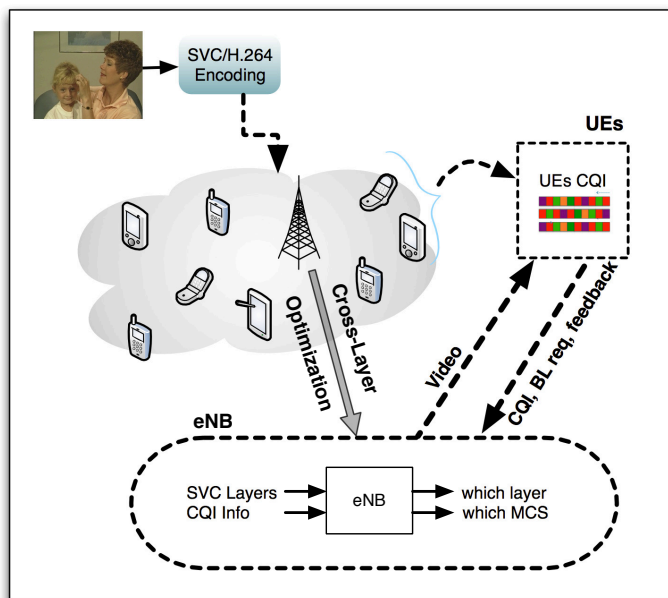 SVC/H.264
Encoding
UEs
UEs CQI
Cross-Layer
Optimization
Video
CQI, BL req, feedback
eNB
SVC Layers
CQI Info
eNB
which layer
which MCS